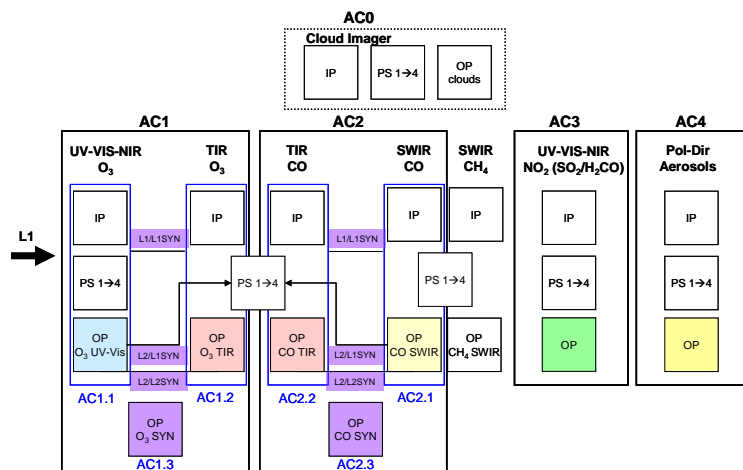 AC0
Cloud Imager
IP
PS 1→4
OP
clouds
AC1
AC2
AC3
AC4
UV-VIS-NIR
O₃
TIR
O₃
TIR
CO
SWIR
CO
SWIR
CH₄
UV-VIS-NIR
NO₂ (SO₂/H₂CO)
Pol-Dir
Aerosols
L1
IP
L1/L1SYN
IP
IP
L1/L1SYN
IP
IP
IP
IP
PS 1→4
PS 1→4
PS 1→4
PS 1→4
PS 1→4
OP
O₃ UV-Vis
L2/L1SYN
L2/L2SYN
OP
O₃ TIR
OP
CO TIR
L2/L1SYN
L2/L2SYN
OP
CO SWIR
OP
CH₄ SWIR
OP
OP
AC1.1
AC1.2
AC2.2
AC2.1
OP
O₃ SYN
OP
CO SYN
AC1.3
AC2.3